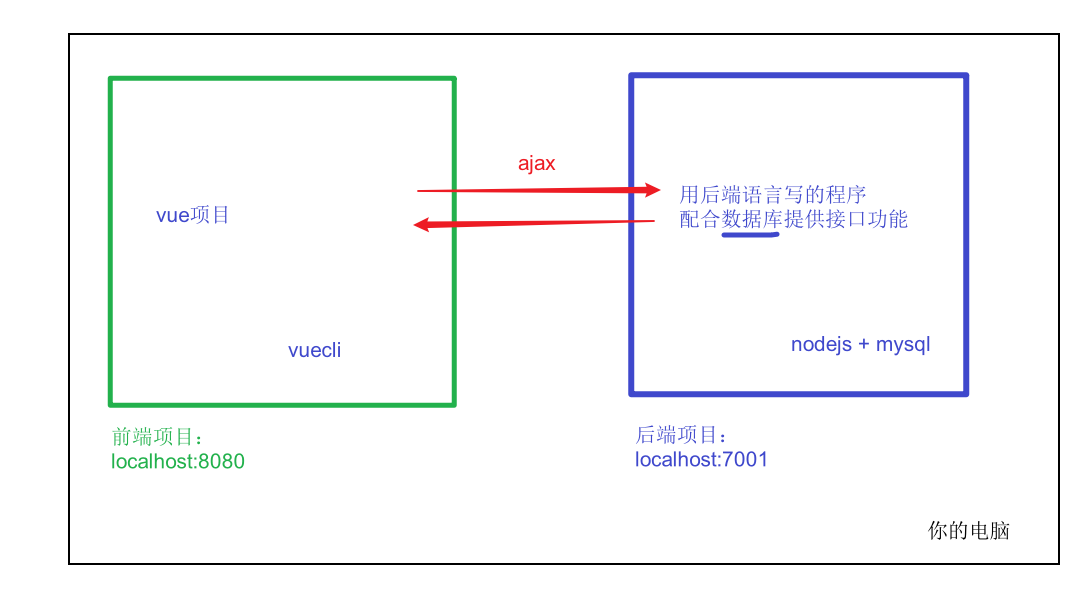 ajax
vue项目
用后端语言写的程序
配合数据库提供接口功能
vuecli
nodejs + mysql
前端项目：
localhost:8080
后端项目：
localhost:7001
你的电脑